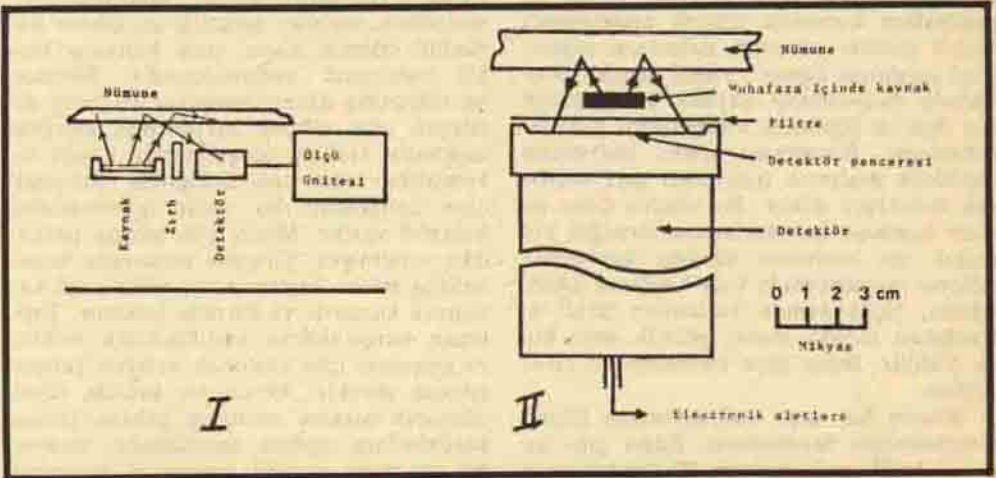 Nümune
Kaynak
Zırh
Detektör
Ölçü
Ünitesi
I
Nümune
Muhafaza içinde kaynak
Filtre
Detektör penceresi
Detektör
0 1 2 3 cm
Mikyas
Elektronik aletlere
II